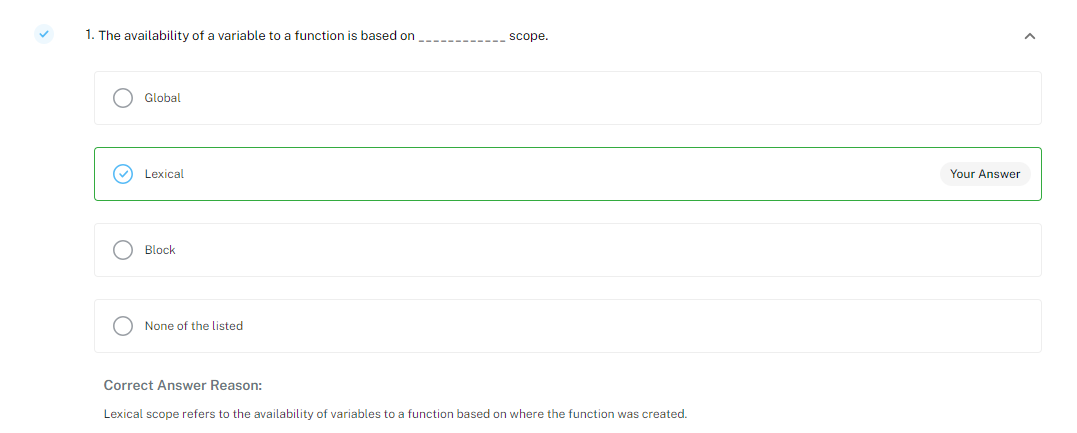 1. The availability of a variable to a function is based on ____________ scope.
Global
Lexical
Your Answer
Block
None of the listed
Correct Answer Reason:
Lexical scope refers to the availability of variables to a function based on where the function was created.